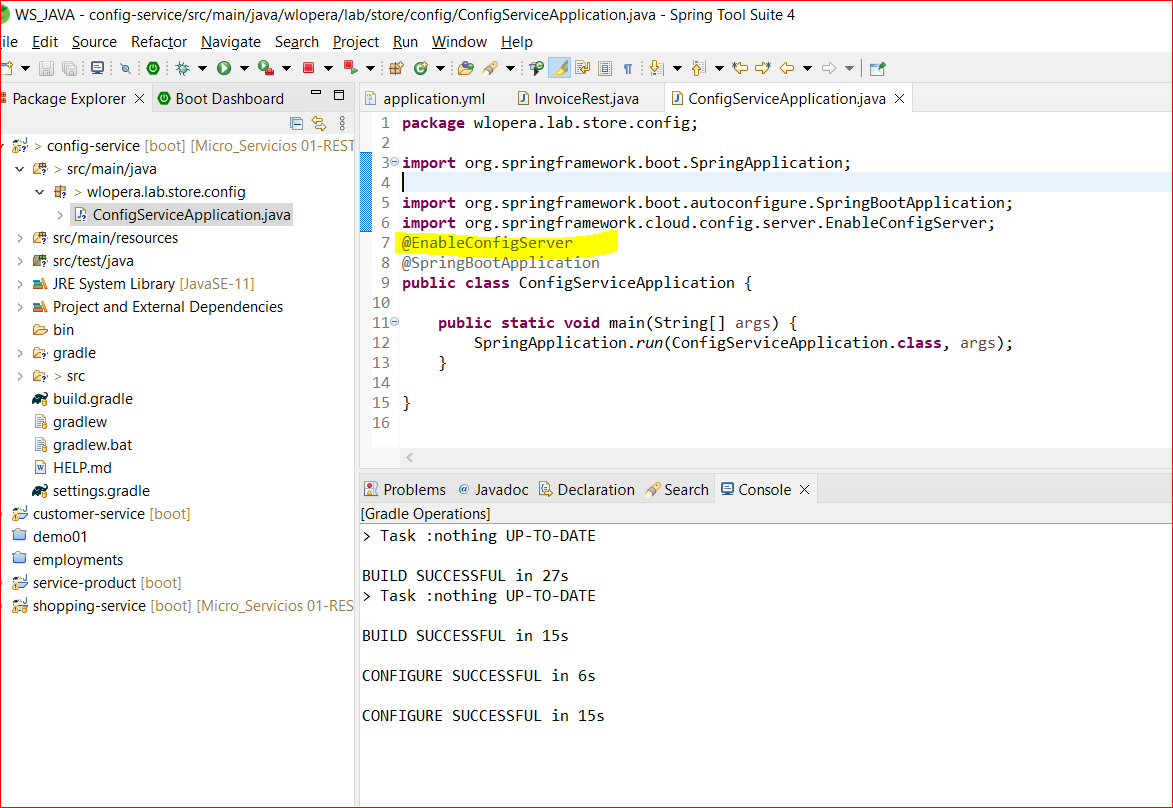 WS_JAVA - config-service/src/main/java/wlopera/lab/store/config/ConfigServiceApplication.java - Spring Tool Suite 4
ile Edit Source Refactor Navigate Search Project Run Window Help
Package Explorer
Boot Dashboard
config-service [boot] [Micro_Servicios 01-REST
> src/main/java
> wlopera.lab.store.config
ConfigServiceApplication.java
src/main/resources
src/test/java
JRE System Library [JavaSE-11]
Project and External Dependencies
bin
gradle
> src
build.gradle
gradlew
gradlew.bat
HELP.md
settings.gradle
customer-service [boot]
demo01
employments
service-product [boot]
shopping-service [boot] [Micro_Servicios 01-RES
application.yml InvoiceRest.java ConfigServiceApplication.java
1 package wlopera.lab.store.config;
2
3 import org.springframework.boot.SpringApplication;
4
5 import org.springframework.boot.autoconfigure.SpringBootApplication;
6 import org.springframework.cloud.config.server.EnableConfigServer;
7 @EnableConfigServer
8 @SpringBootApplication
9 public class ConfigServiceApplication {
10
11 public static void main(String[] args) {
12 SpringApplication.run(ConfigServiceApplication.class, args);
13 }
14
15 }
16
Problems @ Javadoc Declaration Search Console
[Gradle Operations]
> Task :nothing UP-TO-DATE
BUILD SUCCESSFUL in 27s
> Task :nothing UP-TO-DATE
BUILD SUCCESSFUL in 15s
CONFIGURE SUCCESSFUL in 6s
CONFIGURE SUCCESSFUL in 15s